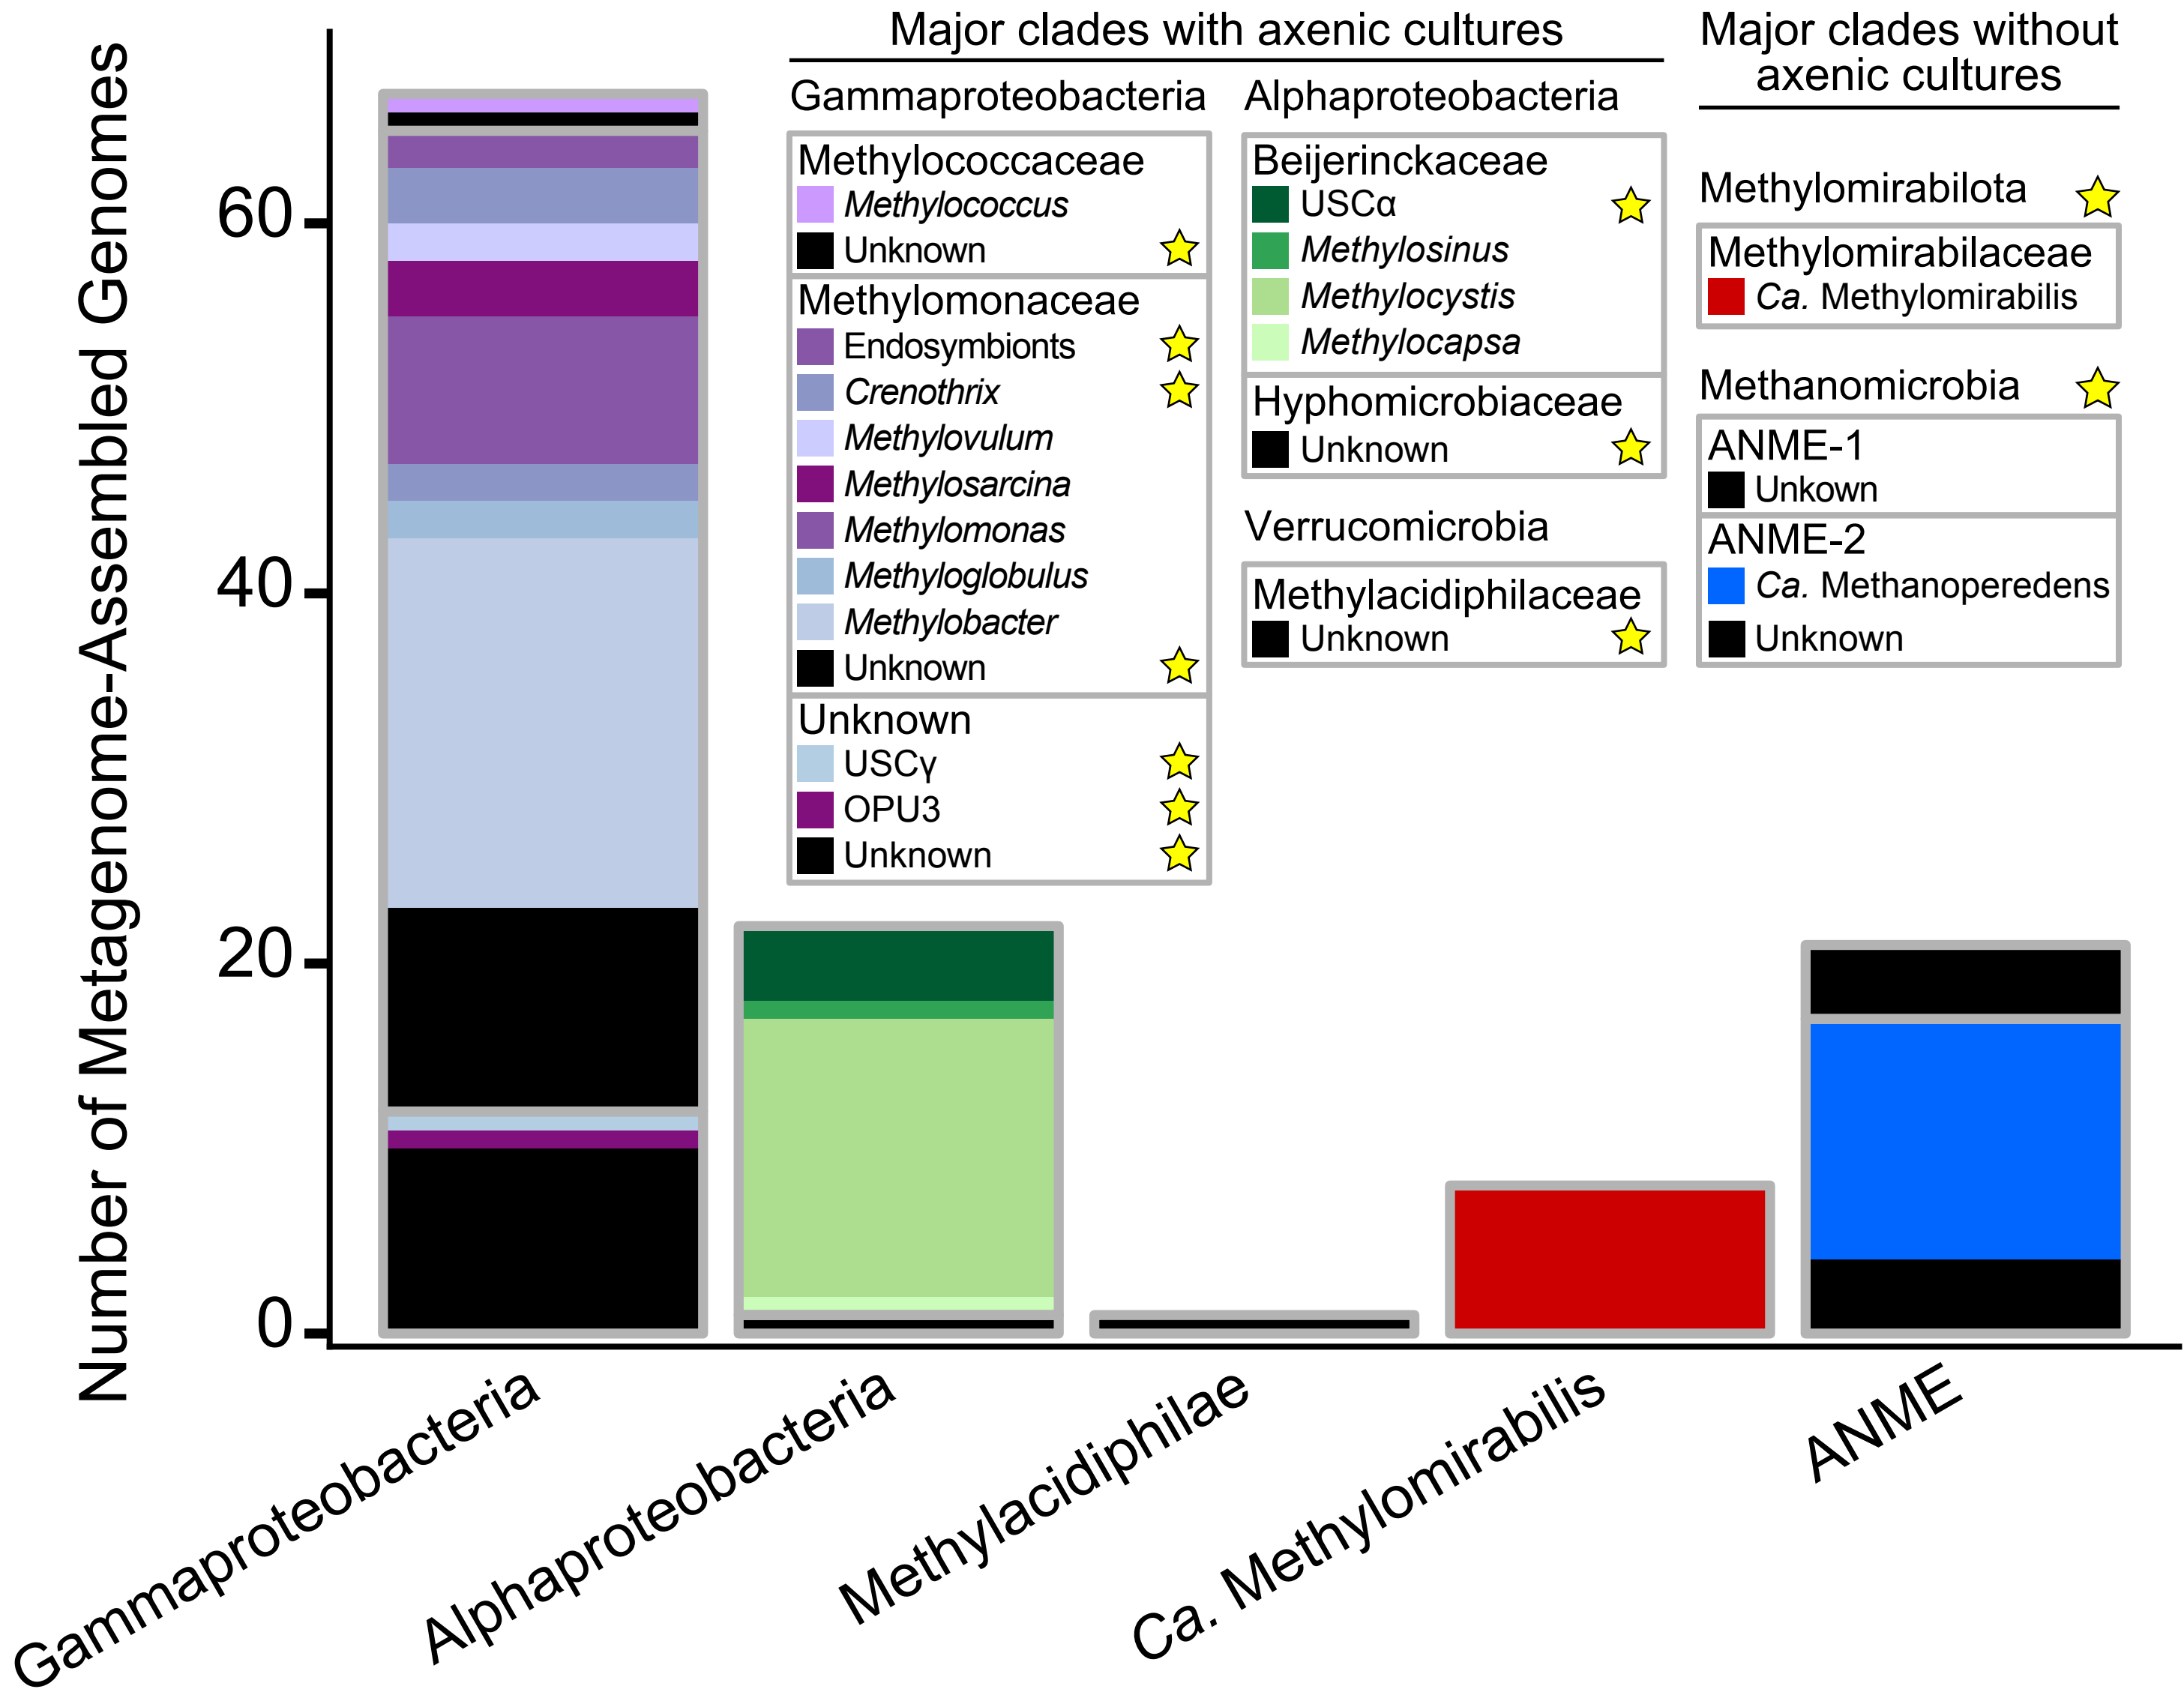 Number of Metagenome-Assembled Genomes
60
40
20
0
Major clades with axenic cultures
Gammaproteobacteria
Methylococcaceae
Methylococcus
Unknown
Methylomonaceae
Endosymbionts
Crenothrix
Methylovulum
Methylosarcina
Methylomonas
Methyloglobulus
Methylobacter
Unknown
Unknown
USCγ
OPU3
Unknown
Alphaproteobacteria
Beijerinckaceae
USCα
Methylosinus
Methylocystis
Methylocapsa
Hyphomicrobiaceae
Unknown
Verrucomicrobia
Methylacidiphilaceae
Unknown
Major clades without
axenic cultures
Methylomirabilota
Methylomirabilaceae
Ca. Methylomirabilis
Methanomicrobia
ANME-1
Unkown
ANME-2
Ca. Methanoperedens
Unknown
Gammaproteobacteria
Alphaproteobacteria
Methylacidiphilae
Ca. Methylomirabilis
ANME